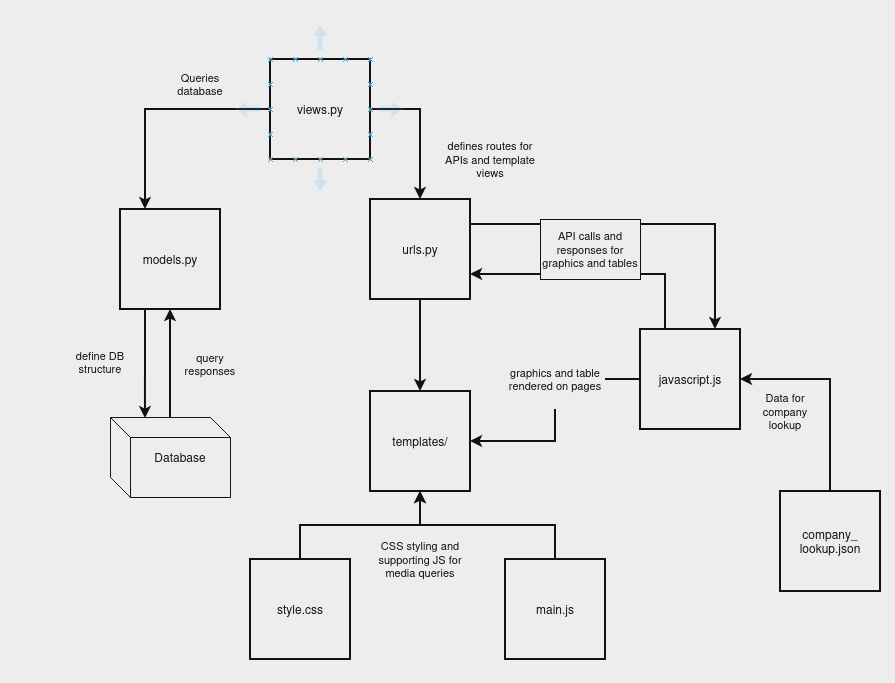 Queries
database
views.py
defines routes for
APIs and template
views
models.py
urls.py
API calls and
responses for
graphics and tables
define DB
structure
query
responses
graphics and table
rendered on pages
javascript.js
Data for
company
lookup
templates/
Database
company_
lookup.json
CSS styling and
supporting JS for
media queries
style.css
main.js